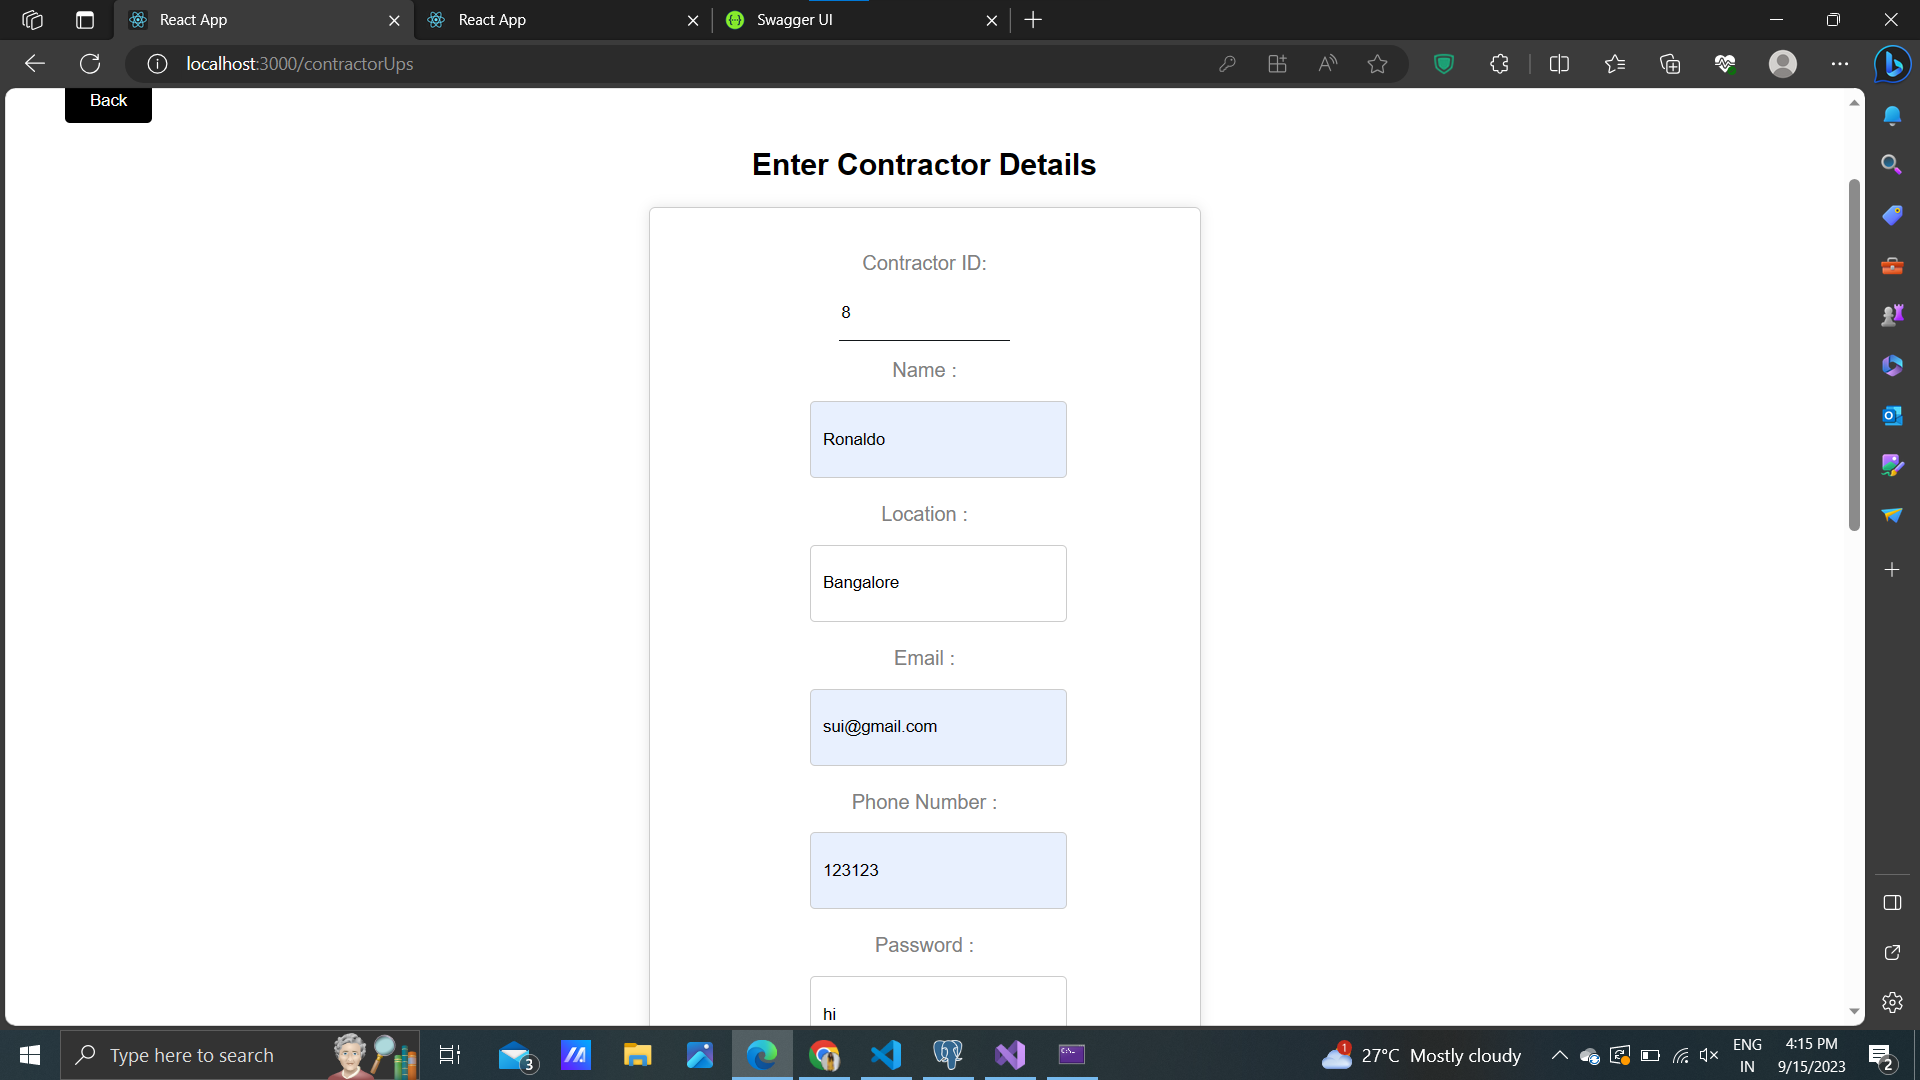 React App
React App
Swagger UI
localhost:3000/contractorUps
Back
Enter Contractor Details
Contractor ID:
8
Name :
Ronaldo
Location :
Bangalore
Email :
sui@gmail.com
Phone Number :
123123
Password :
hi
Type here to search
3
1
27°C Mostly cloudy
ENG
IN
4:15 PM
9/15/2023
2